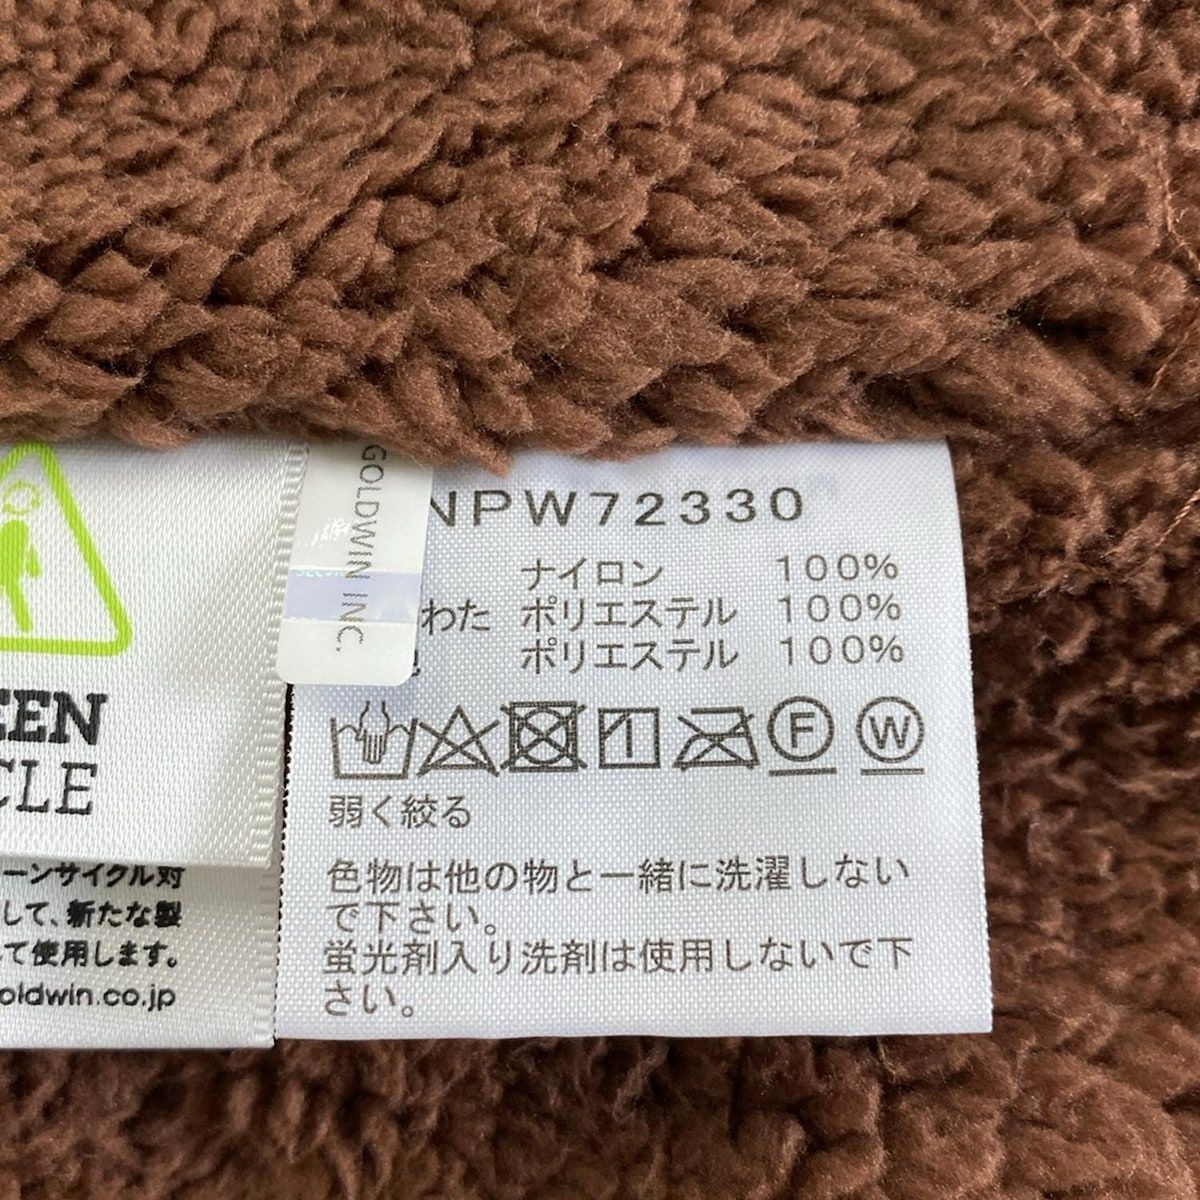 GOLDWIN INC.
NPW72330
ナイロン 100%
わた ポリエステル 100%
ポリエステル 100%
F W
弱く絞る
色物は他の物と一緒に洗濯しない
で下さい。
蛍光剤入り洗剤は使用しないで下
さい。
EEN
CLE
ーンサイクル対
して、新たな製
て使用します。
oldwin.co.jp